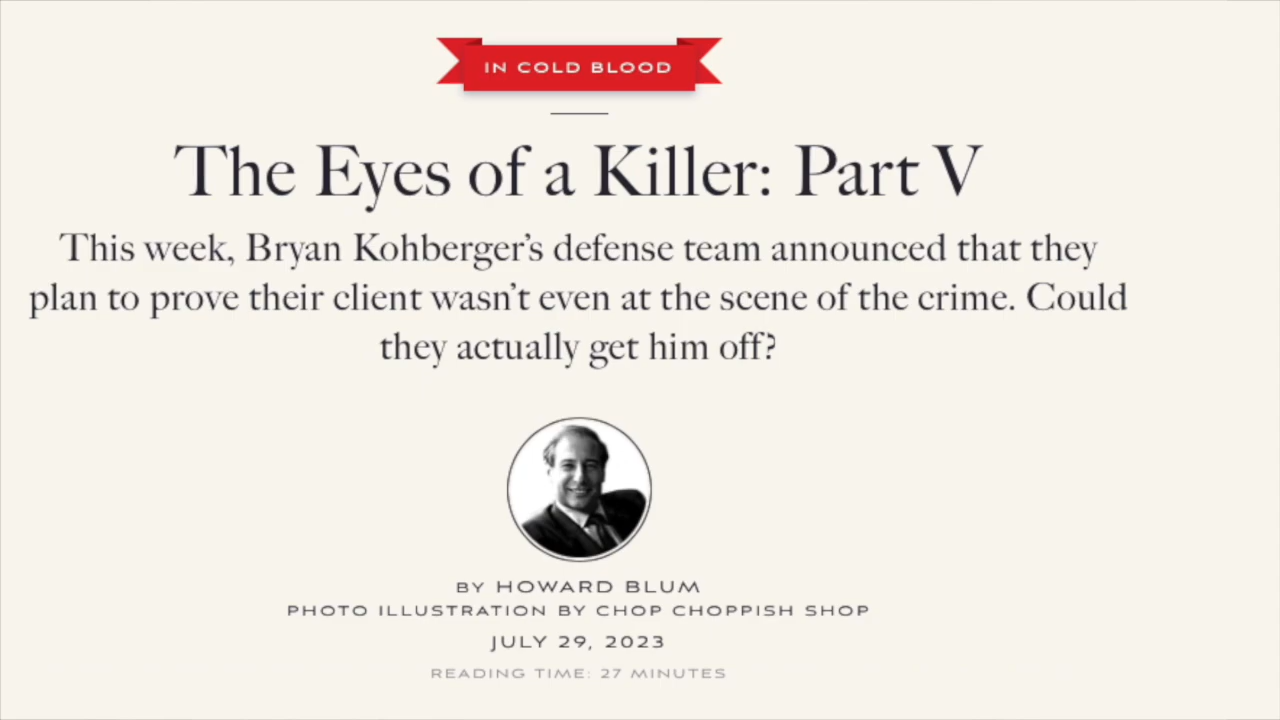 IN COLD BLOOD
The Eyes of a Killer: Part V
This week, Bryan Kohberger’s defense team announced that they
plan to prove their client wasn’t even at the scene of the crime. Could
they actually get him off?
BY HOWARD BLUM
PHOTO ILLUSTRATION BY CHOP CHOPPISH SHOP
JULY 29, 2023
READING TIME: 27 MINUTES